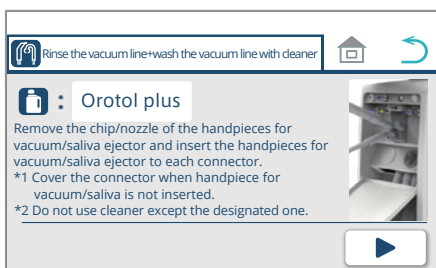 Rinse the vacuum line+wash the vacuum line with cleaner
: Orotol plus
Remove the chip/nozzle of the handpieces for
vacuum/saliva ejector and insert the handpieces for
vacuum/saliva ejector to each connector.
*1 Cover the connector when handpiece for
vacuum/saliva is not inserted.
*2 Do not use cleaner except the designated one.